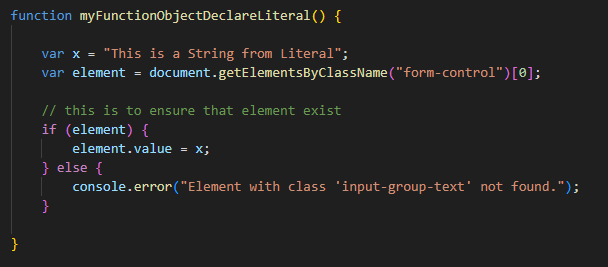 function myFunctionObjectDeclareLiteral() {
var x = "This is a String from Literal";
var element = document.getElementsByClassName("form-control")[0];
// this is to ensure that element exist
if (element) {
element.value = x;
} else {
console.error("Element with class 'input-group-text' not found.");
}
}